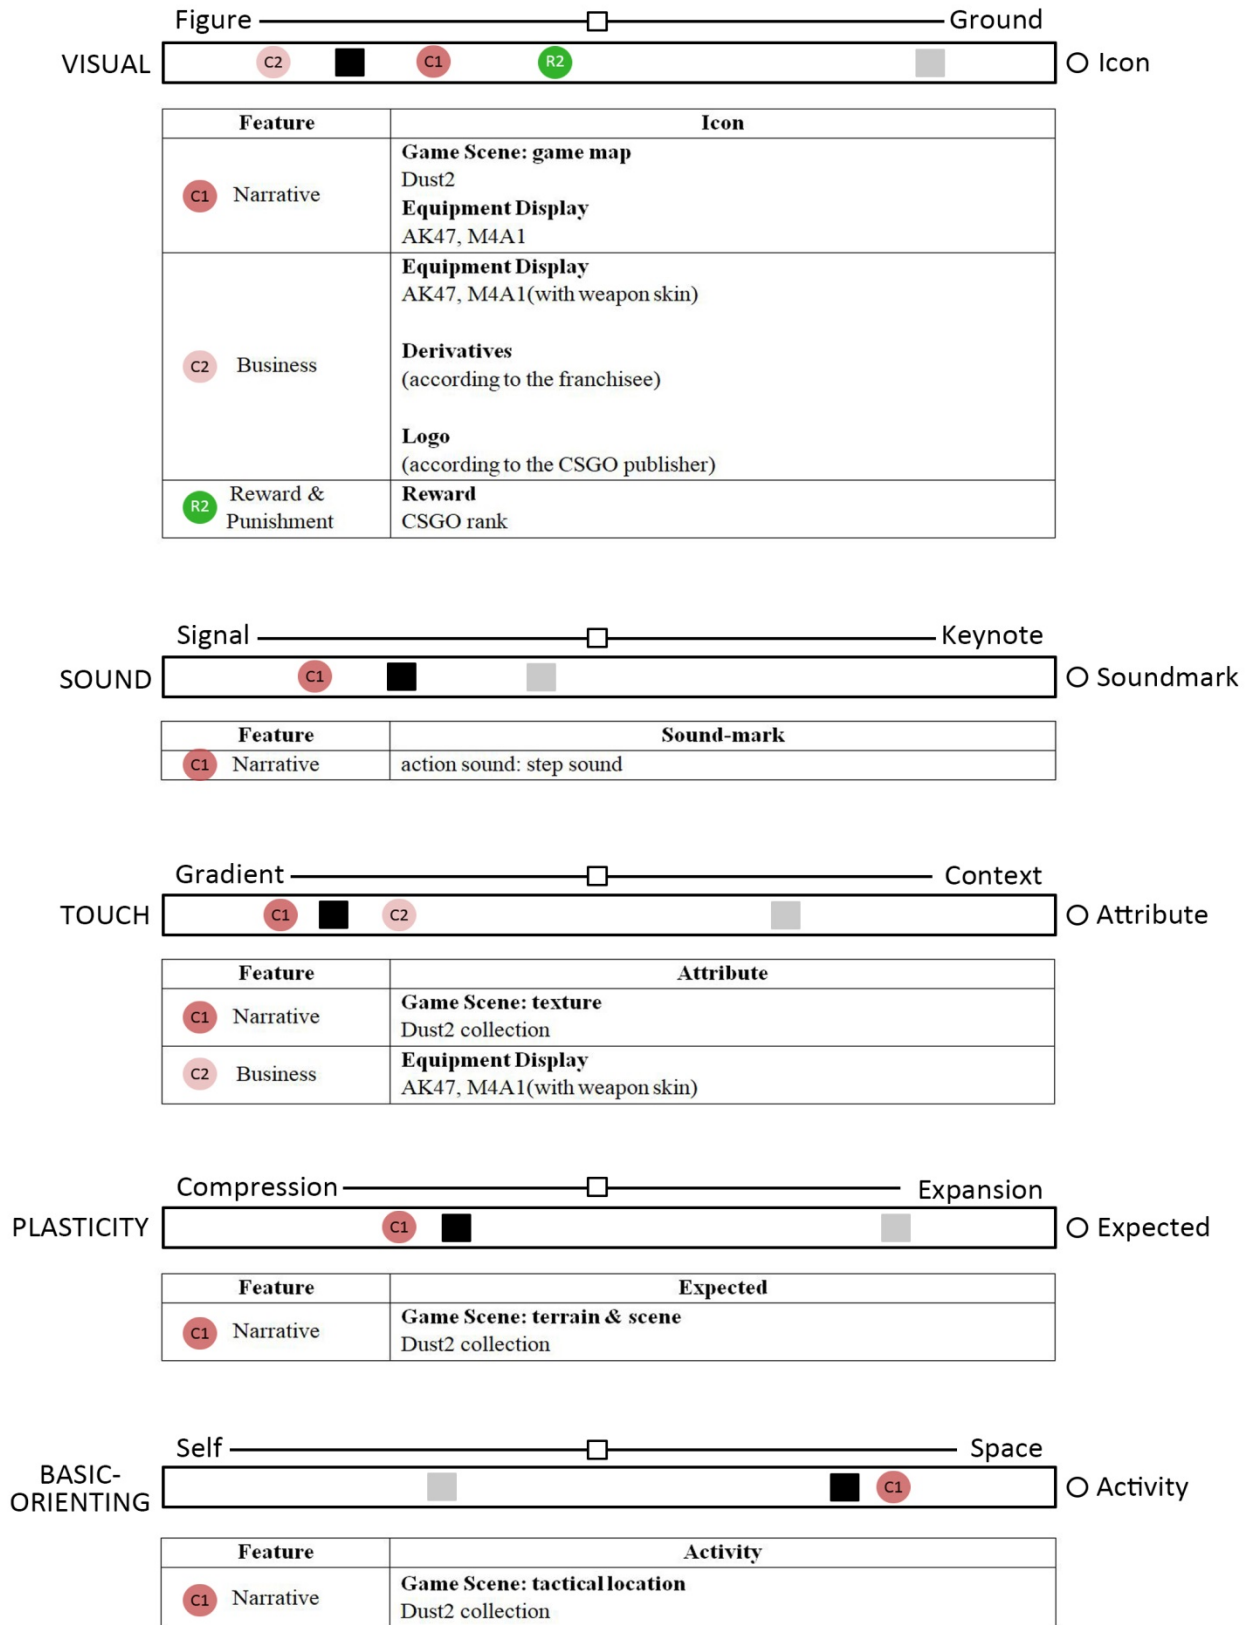 Figure Ground
VISUAL C2 C1 R2 Icon
Feature Icon
C1 Narrative
Game Scene: game map
Dust2
Equipment Display
AK47, M4A1
C2 Business
Equipment Display
AK47, M4A1(with weapon skin)
Derivatives
(according to the franchisee)
Logo
(according to the CSGO publisher)
R2 Reward &
Punishment
Reward
CSGO rank
Signal Keynote
SOUND C1 Soundmark
Feature Sound-mark
C1 Narrative action sound: step sound
Gradient Context
TOUCH C1 C2 Attribute
Feature Attribute
C1 Narrative
Game Scene: texture
Dust2 collection
C2 Business
Equipment Display
AK47, M4A1(with weapon skin)
Compression Expansion
PLASTICITY C1 Expected
Feature Expected
C1 Narrative
Game Scene: terrain & scene
Dust2 collection
Self Space
BASIC-
ORIENTING C1 Activity
Feature Activity
C1 Narrative
Game Scene: tactical location
Dust2 collection